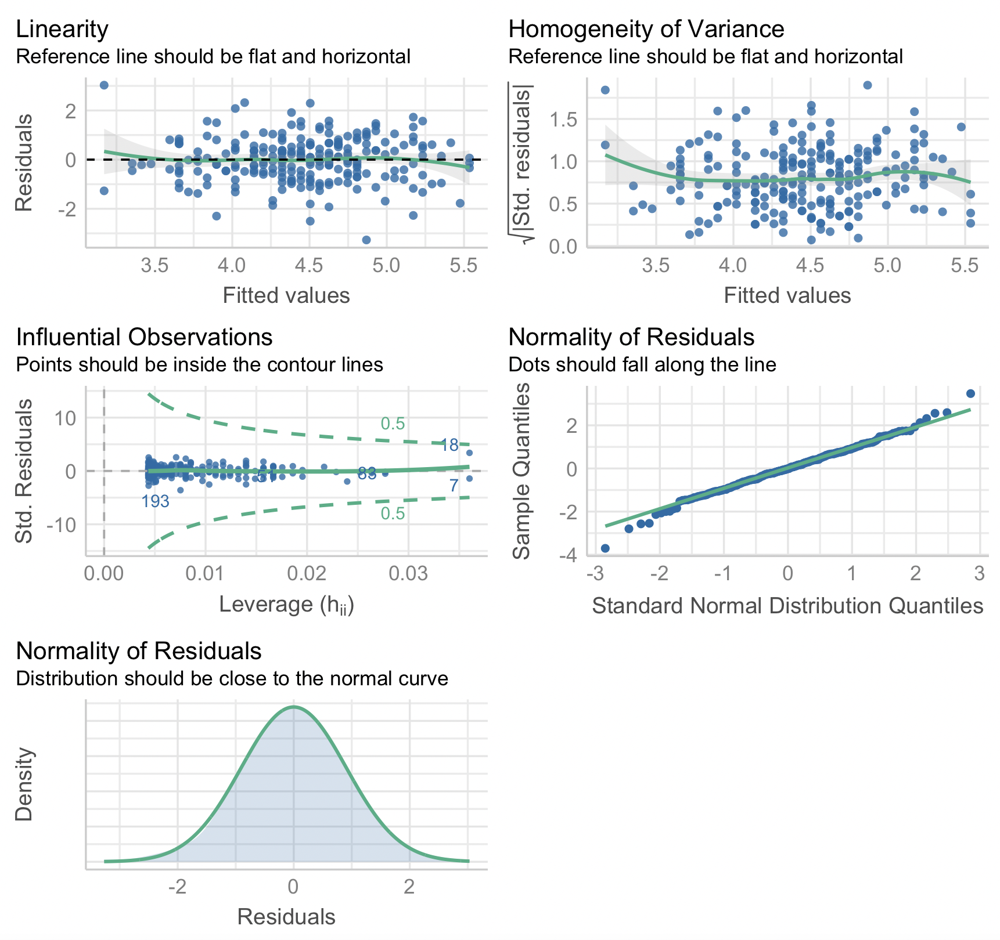 Linearity
Reference line should be flat and horizontal
Residuals
2
0
-2
3.5 4.0 4.5 5.0 5.5
Fitted values
Homogeneity of Variance
Reference line should be flat and horizontal
√|Std. residuals|
1.5
1.0
0.5
0.0
3.5 4.0 4.5 5.0 5.5
Fitted values
Influential Observations
Points should be inside the contour lines
Std. Residuals
10
0
-10
0.5
18
51
83
7
193
0.5
0.00 0.01 0.02 0.03
Leverage (hii)
Normality of Residuals
Dots should fall along the line
Sample Quantiles
2
0
-2
-4
-3 -2 -1 0 1 2 3
Standard Normal Distribution Quantiles
Normality of Residuals
Distribution should be close to the normal curve
Density
-2 0 2
Residuals